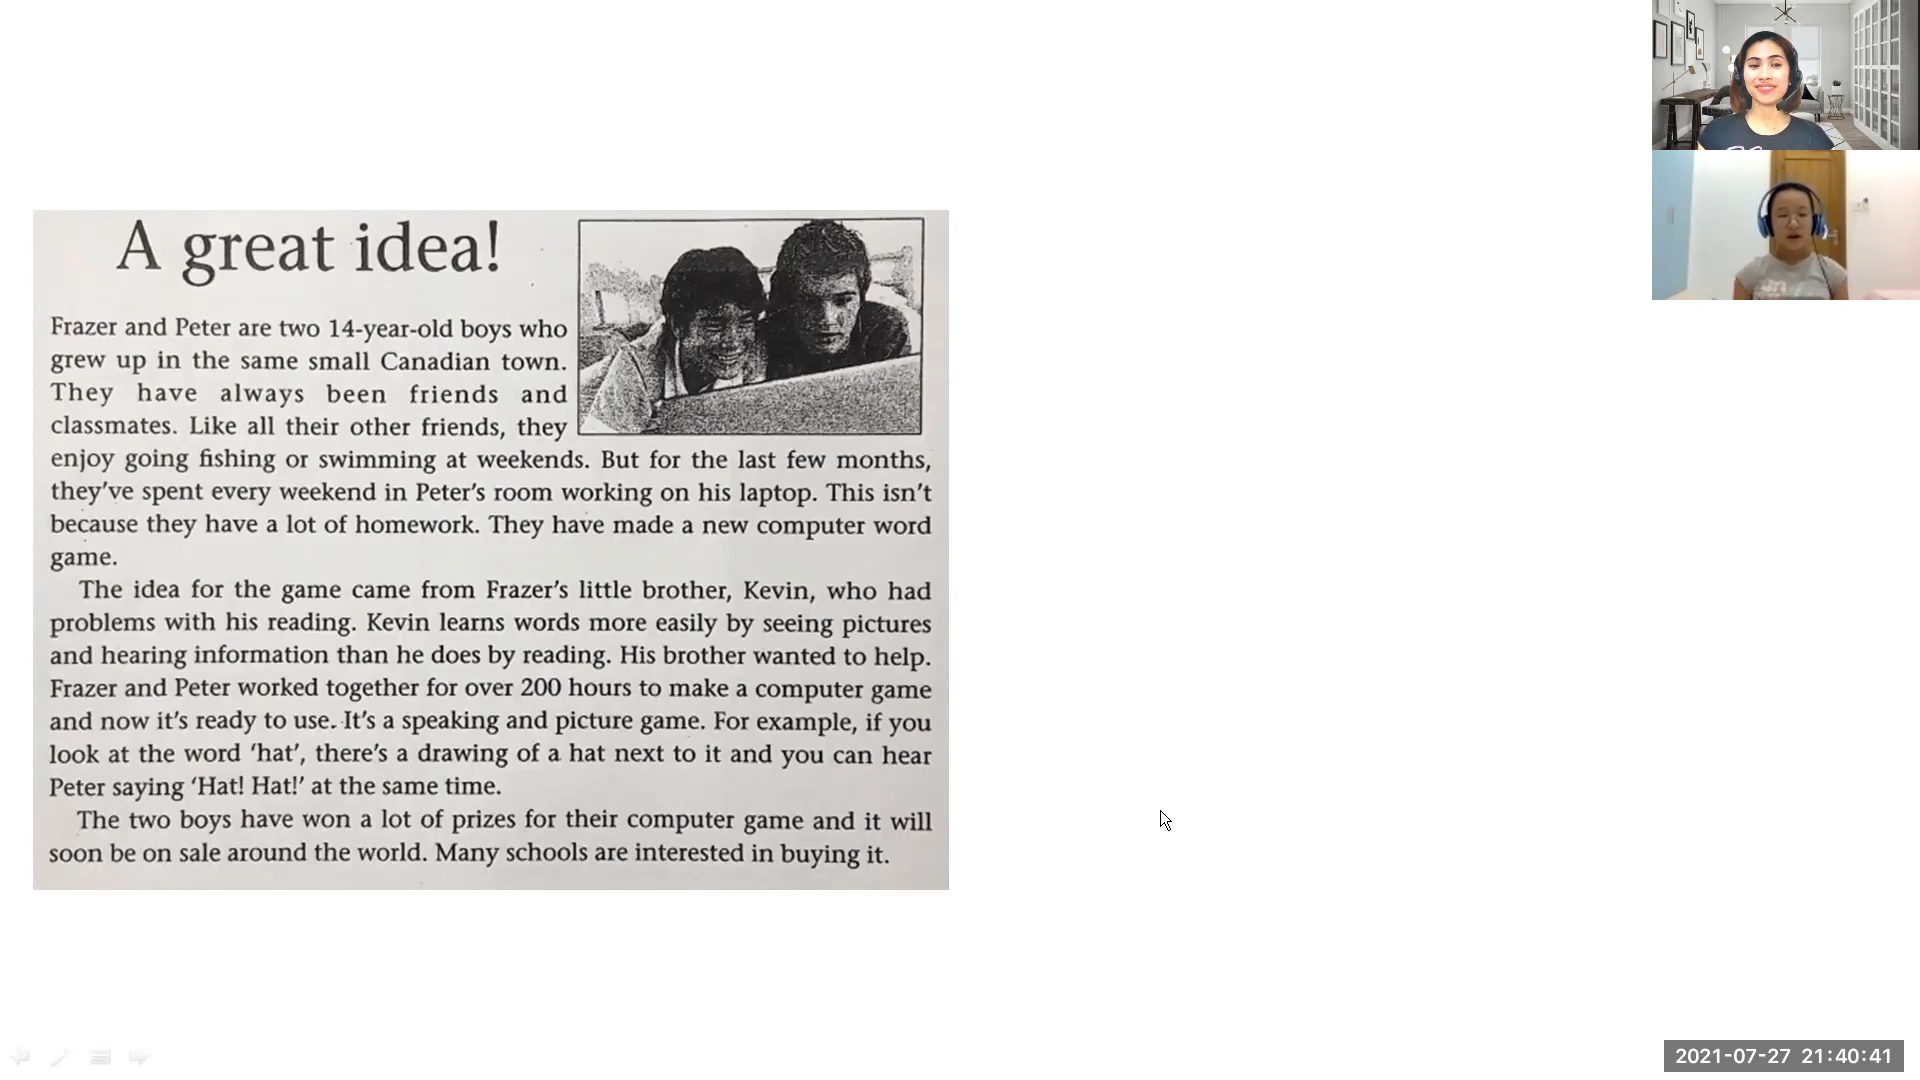 A great idea!
Frazer and Peter are two 14-year-old boys who
grew up in the same small Canadian town.
They have always been friends and
classmates. Like all their other friends, they
enjoy going fishing or swimming at weekends. But for the last few months,
they've spent every weekend in Peter's room working on his laptop. This isn't
because they have a lot of homework. They have made a new computer word
game.
The idea for the game came from Frazer's little brother, Kevin, who had
problems with his reading. Kevin learns words more easily by seeing pictures
and hearing information than he does by reading. His brother wanted to help.
Frazer and Peter worked together for over 200 hours to make a computer game
and now it's ready to use. It's a speaking and picture game. For example, if you
look at the word 'hat', there's a drawing of a hat next to it and you can hear
Peter saying 'Hat! Hat!' at the same time.
The two boys have won a lot of prizes for their computer game and it will
soon be on sale around the world. Many schools are interested in buying it.
2021-07-27 21:40:41